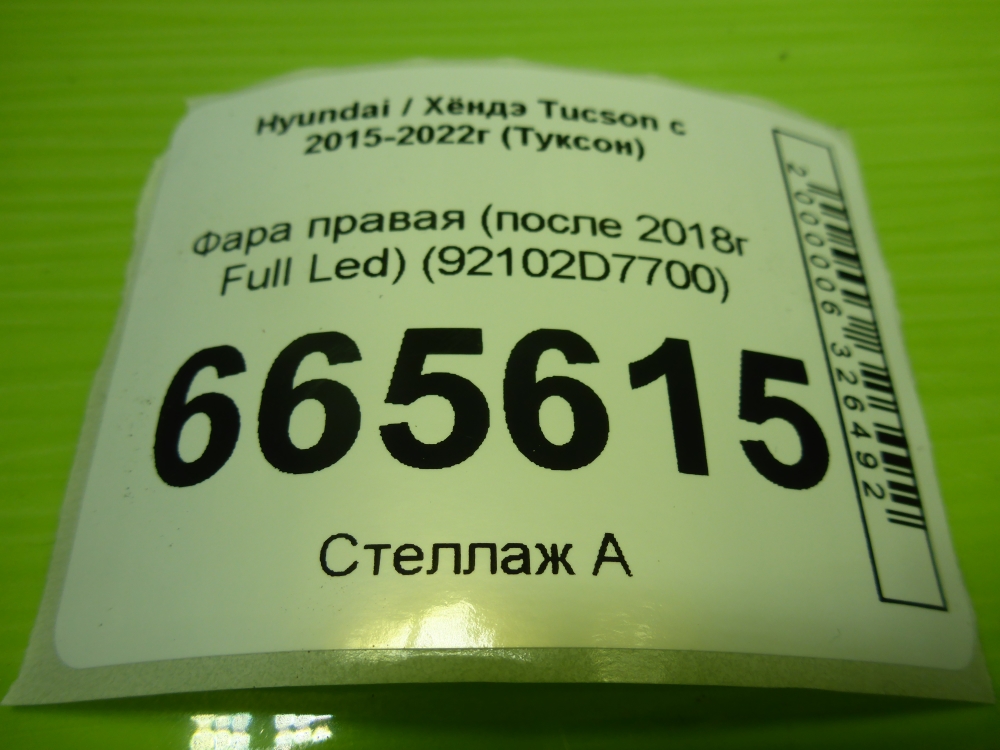 Hyundai / Хёндэ Tucson с
2015-2022г (Туксон)
Фара правая (после 2018г
Full Led) (92102D7700)
665615
Стеллаж А
2000006326492